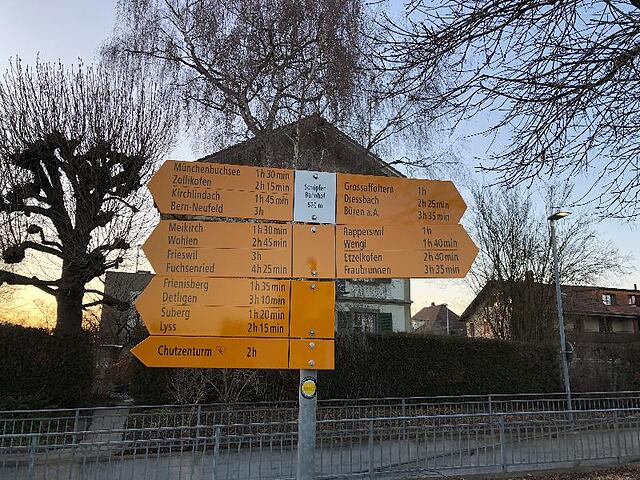 Münchenbuchsee 1h 30min
Zollikofen 2h 15min
Kirchlindach 1h 45min
Bern-Neufeld 3h
Schüpfen
Bahnhof
Grossaffoltern 1h
Diessbach 2h 25min
Büren a.A. 3h 35min
Meikirch 1h 30min
Wohlen 2h 45min
Frieswil 3h
Fuchsenried 4h 25min
Rapperswil 1h
Wengi 1h 40min
Etzelkofen 2h 40min
Fraubrunnen 3h 35min
Frienisberg 1h 35min
Detligen 3h 10min
Suberg 1h 20min
Lyss 2h 15min
Chutzenturm 2h